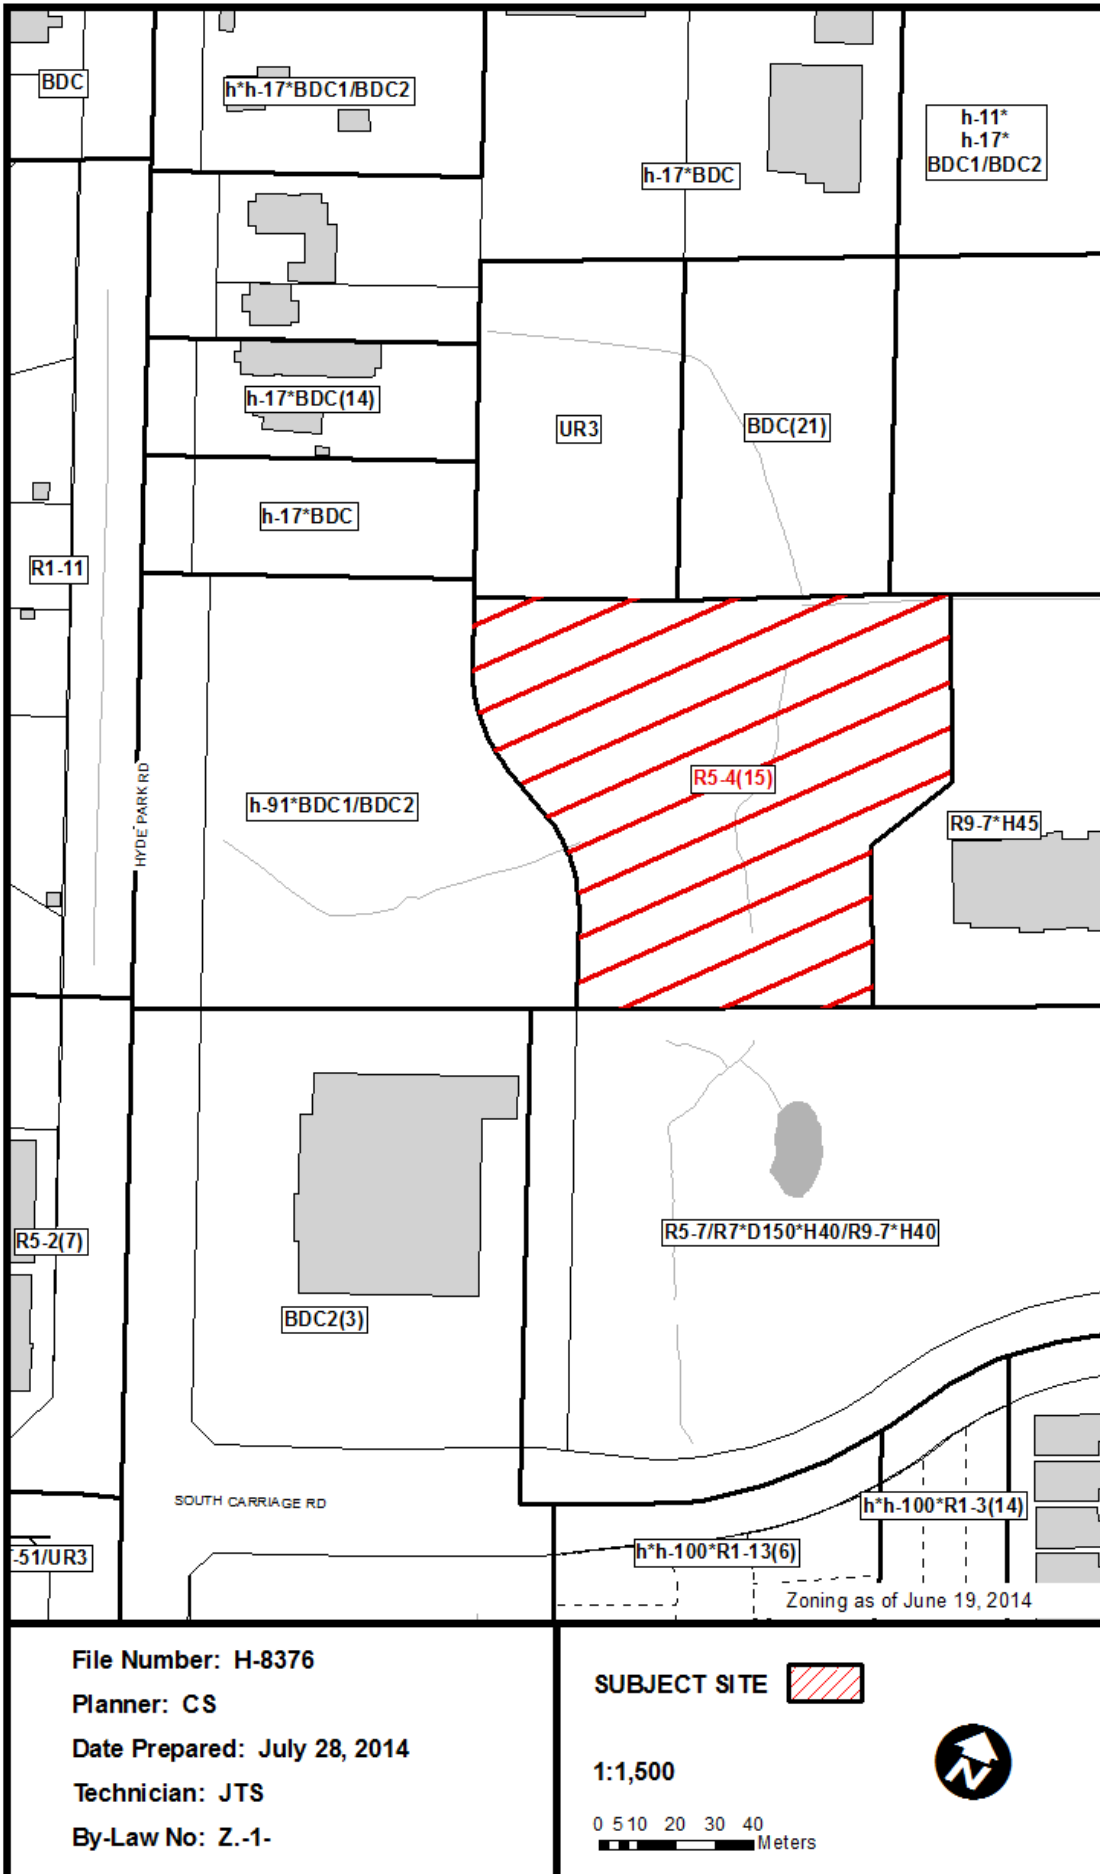 BDC
h*h-17*BDC1/BDC2
h-11*
h-17*
BDC1/BDC2
h-17*BDC
h-17*BDC(14)
UR3
BDC(21)
h-17*BDC
R1-11
HYDE PARK RD
R5-4(15)
h-91*BDC1/BDC2
R9-7*H45
R5-7/R7*D150*H40/R9-7*H40
R5-2(7)
BDC2(3)
SOUTH CARRIAGE RD
h*h-100*R1-3(14)
-51/UR3
h*h-100*R1-13(6)
Zoning as of June 19, 2014
File Number: H-8376
Planner: CS
Date Prepared: July 28, 2014
Technician: JTS
By-Law No: Z.-1-
SUBJECT SITE
1:1,500
N
0 5 10 20 30 40
Meters